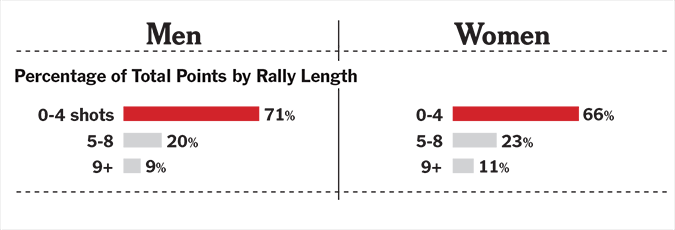 Men
Women
Percentage of Total Points by Rally Length
0-4 shots 71%
5-8 20%
9+ 9%
0-4 66%
5-8 23%
9+ 11%